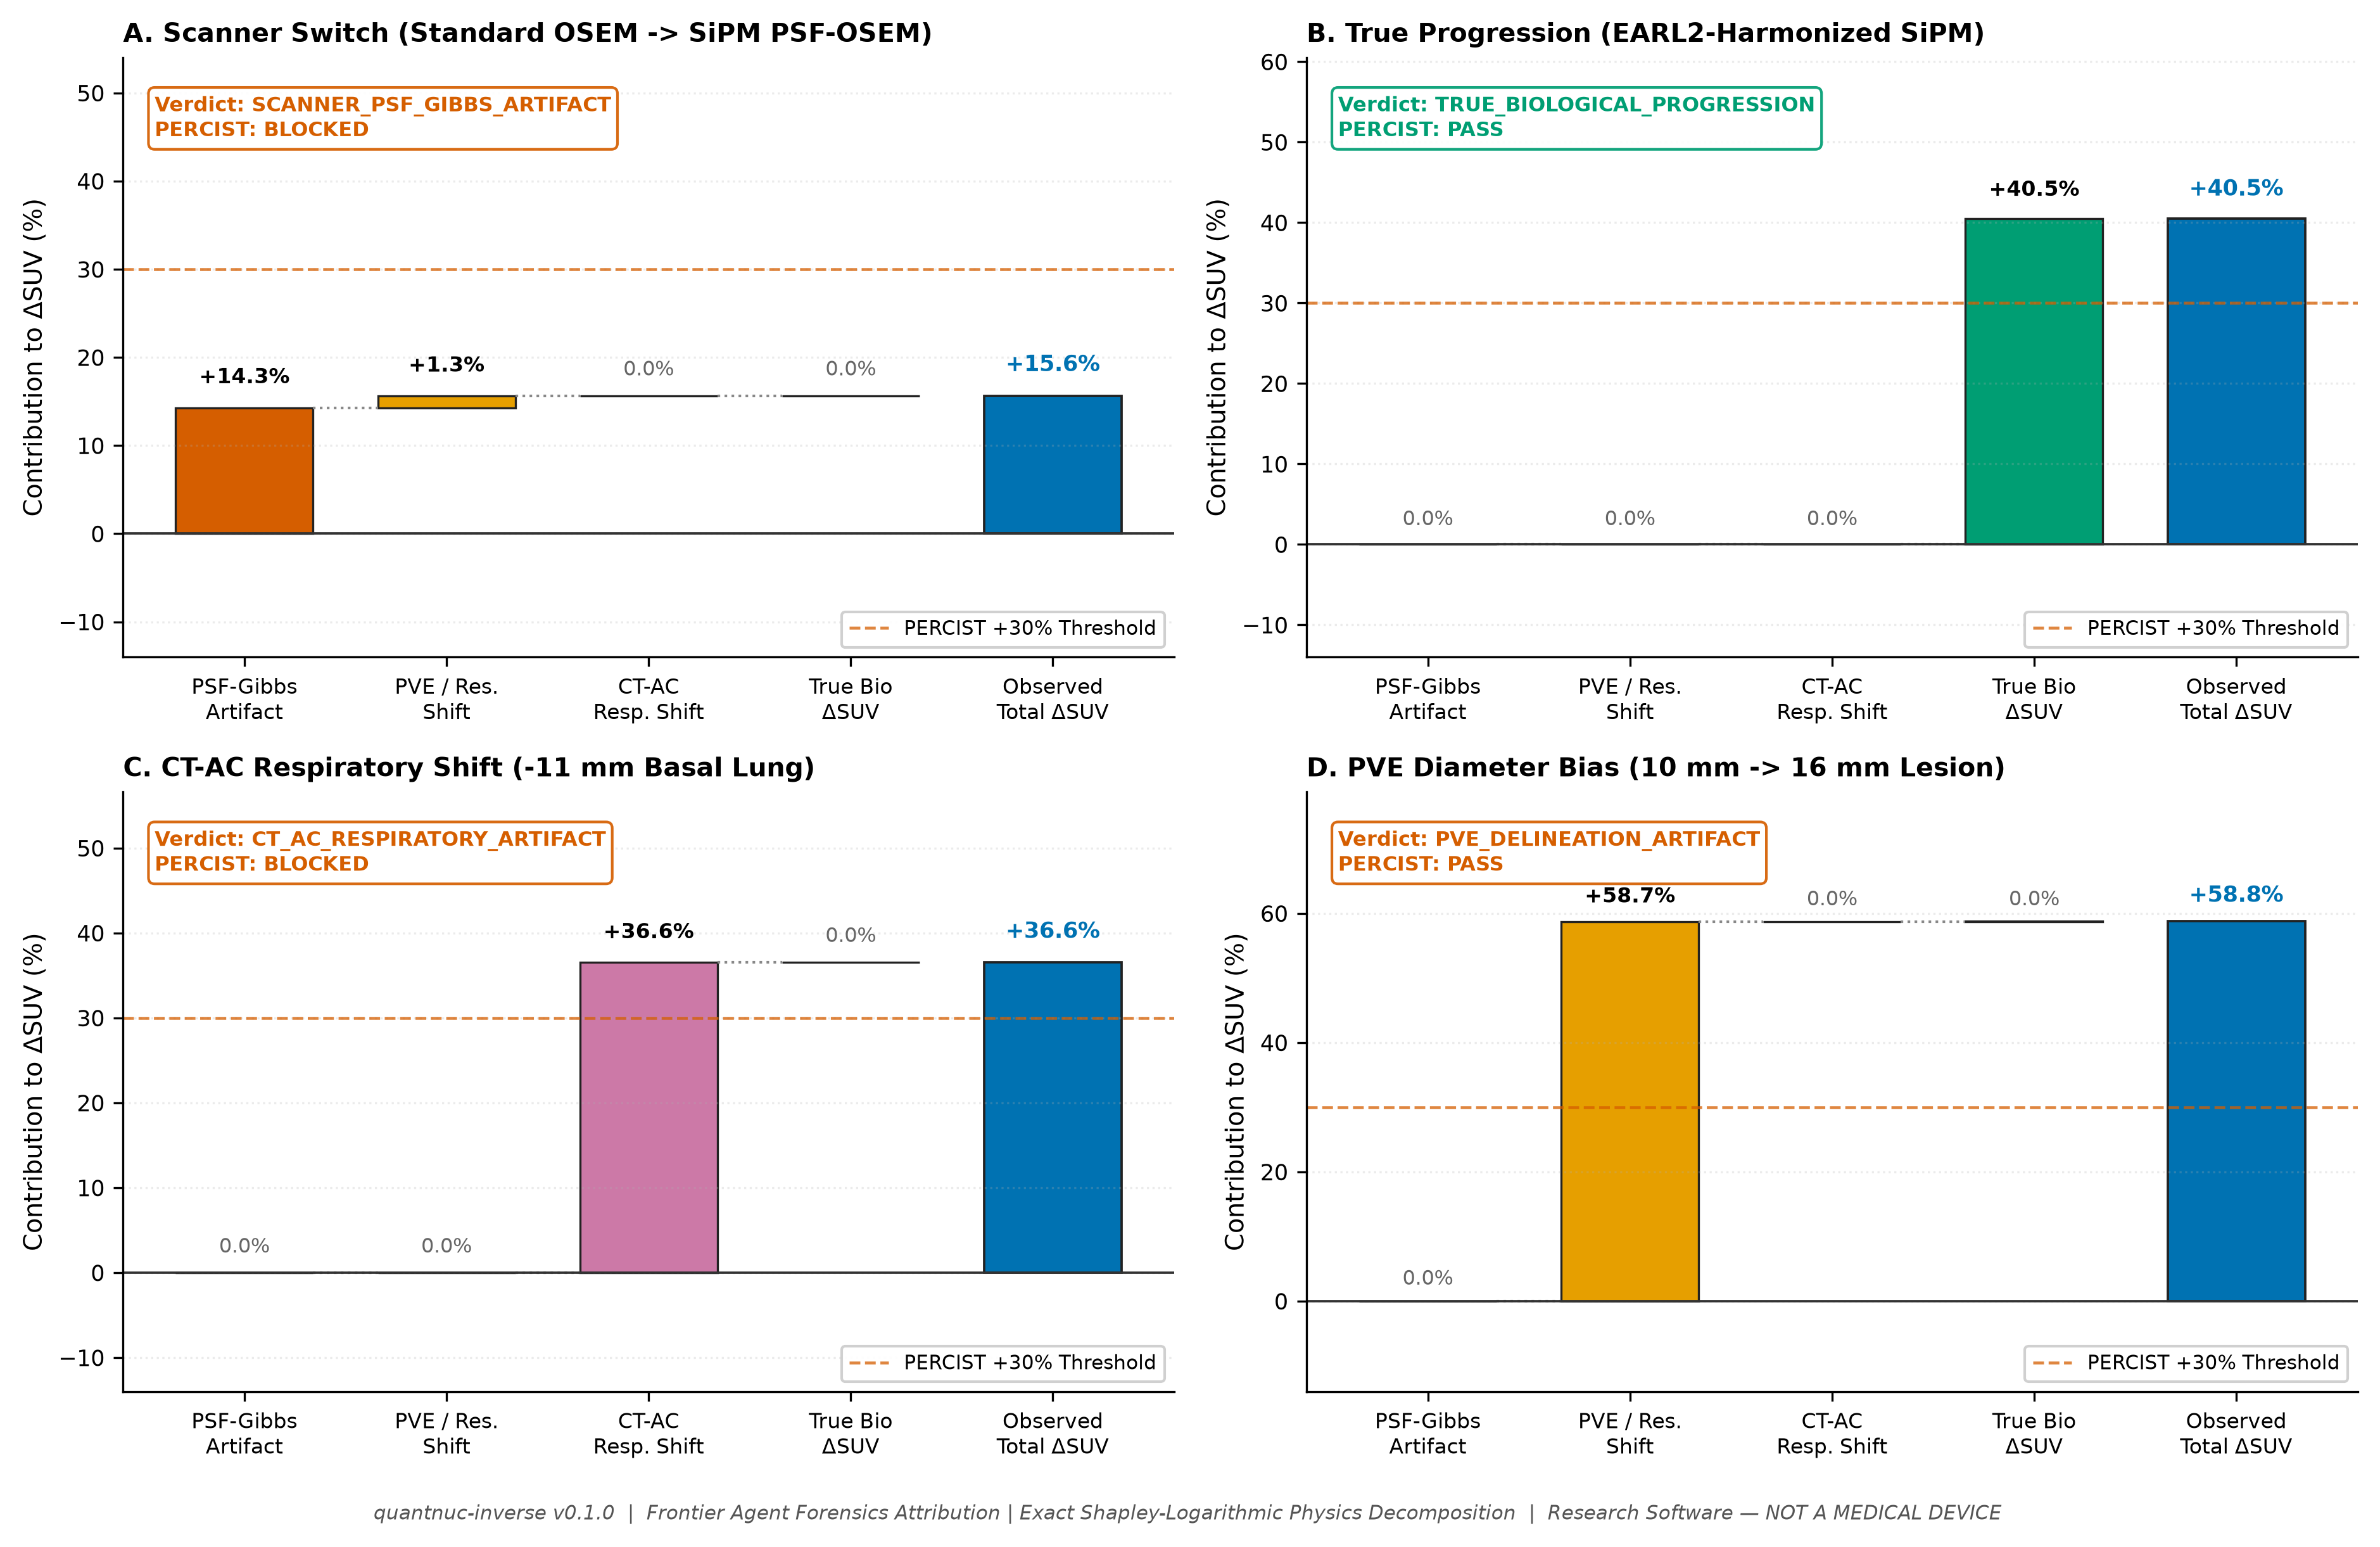 A. Scanner Switch (Standard OSEM -> SiPM PSF-OSEM)
Verdict: SCANNER_PSF_GIBBS_ARTIFACT
PERCIST: BLOCKED
Contribution to ΔSUV (%)
50
40
30
20
10
0
−10
+14.3%
+1.3%
0.0%
0.0%
+15.6%
PERCIST +30% Threshold
PSF-Gibbs
Artifact
PVE / Res.
Shift
CT-AC
Resp. Shift
True Bio
ΔSUV
Observed
Total ΔSUV
B. True Progression (EARL2-Harmonized SiPM)
Verdict: TRUE_BIOLOGICAL_PROGRESSION
PERCIST: PASS
Contribution to ΔSUV (%)
60
50
40
30
20
10
0
−10
0.0%
0.0%
0.0%
+40.5%
+40.5%
PERCIST +30% Threshold
PSF-Gibbs
Artifact
PVE / Res.
Shift
CT-AC
Resp. Shift
True Bio
ΔSUV
Observed
Total ΔSUV
C. CT-AC Respiratory Shift (-11 mm Basal Lung)
Verdict: CT_AC_RESPIRATORY_ARTIFACT
PERCIST: BLOCKED
Contribution to ΔSUV (%)
50
40
30
20
10
0
−10
0.0%
0.0%
+36.6%
0.0%
+36.6%
PERCIST +30% Threshold
PSF-Gibbs
Artifact
PVE / Res.
Shift
CT-AC
Resp. Shift
True Bio
ΔSUV
Observed
Total ΔSUV
D. PVE Diameter Bias (10 mm -> 16 mm Lesion)
Verdict: PVE_DELINEATION_ARTIFACT
PERCIST: PASS
Contribution to ΔSUV (%)
60
40
20
0
0.0%
+58.7%
0.0%
0.0%
+58.8%
PERCIST +30% Threshold
PSF-Gibbs
Artifact
PVE / Res.
Shift
CT-AC
Resp. Shift
True Bio
ΔSUV
Observed
Total ΔSUV
quantnuc-inverse v0.1.0 | Frontier Agent Forensics Attribution | Exact Shapley-Logarithmic Physics Decomposition | Research Software — NOT A MEDICAL DEVICE